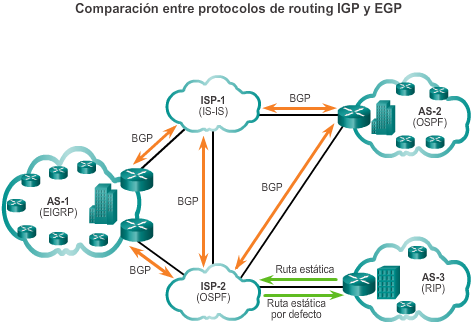 Comparación entre protocolos de routing IGP y EGP
ISP-1
(IS-IS)
BGP
AS-2
(OSPF)
BGP
AS-1
(EIGRP)
BGP
BGP
BGP
ISP-2
(OSPF)
Ruta estática
Ruta estática
por defecto
AS-3
(RIP)